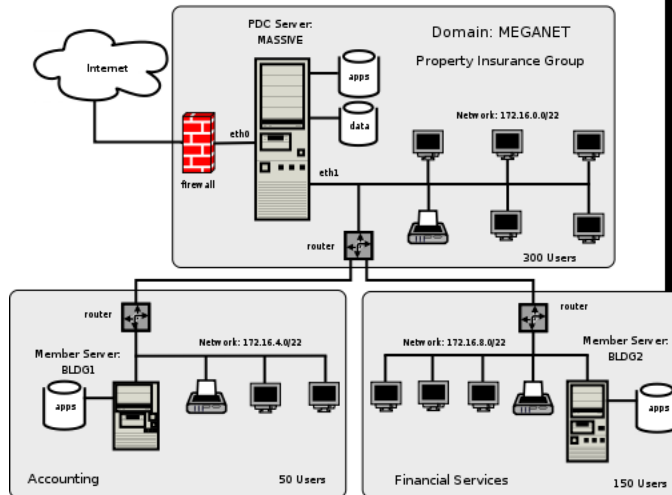 PDC Server:
MASSIVE
Domain: MEGANET
Property Insurance Group
Internet
apps
data
Network: 172.16.0.0/22
eth0
eth1
firewall
router
300 Users
router
Network: 172.16.4.0/22
Member Server:
BLDG1
apps
Accounting
50 Users
router
Network: 172.16.8.0/22
Member Server:
BLDG2
apps
Financial Services
150 Users